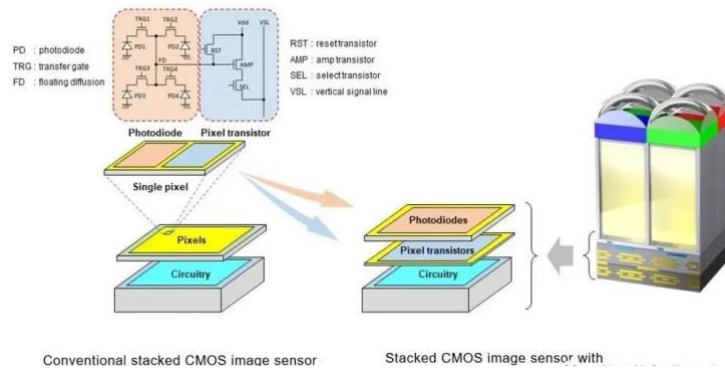 TRG1 TRG2
Vdd VSL
PD1 PD2
RST
FD
AMP
TRG3 TRG4
SEL
PD3 PD4
PD : photodiode
TRG : transfer gate
FD : floating diffusion
RST : reset transistor
AMP : amp transistor
SEL : select transistor
VSL : vertical signal line
Photodiode Pixel transistor
Single pixel
Pixels
Circuitry
Photodiodes
Pixel transistors
Circuitry
Conventional stacked CMOS image sensor
Stacked CMOS image sensor with